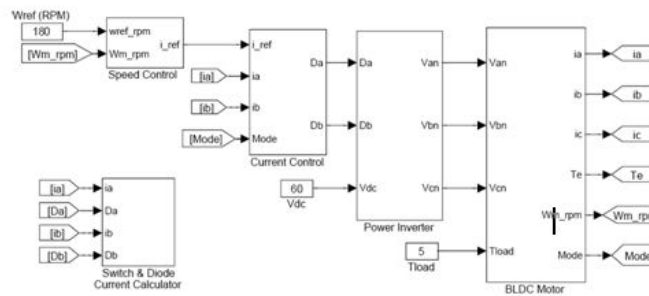 Wref (RPM)
180
[Wm_rpm]
wref_rpm
Wm_rpm
i_ref
Speed Control
i_ref
ia
ib
Mode
Da
Db
[ia]
[ib]
[Mode]
Current Control
Da
Db
Vdc
Van
Vbn
Vcn
60
Vdc
Power Inverter
Van
Vbn
Vcn
Tload
ia
ib
ic
Te
Wm_rpm
Mode
5
Tload
BLDC Motor
ia
ib
ic
Te
Wm_rp
Mode
[ia]
[Da]
[ib]
[Db]
ia
Da
ib
Db
Switch & Diode
Current Calculator